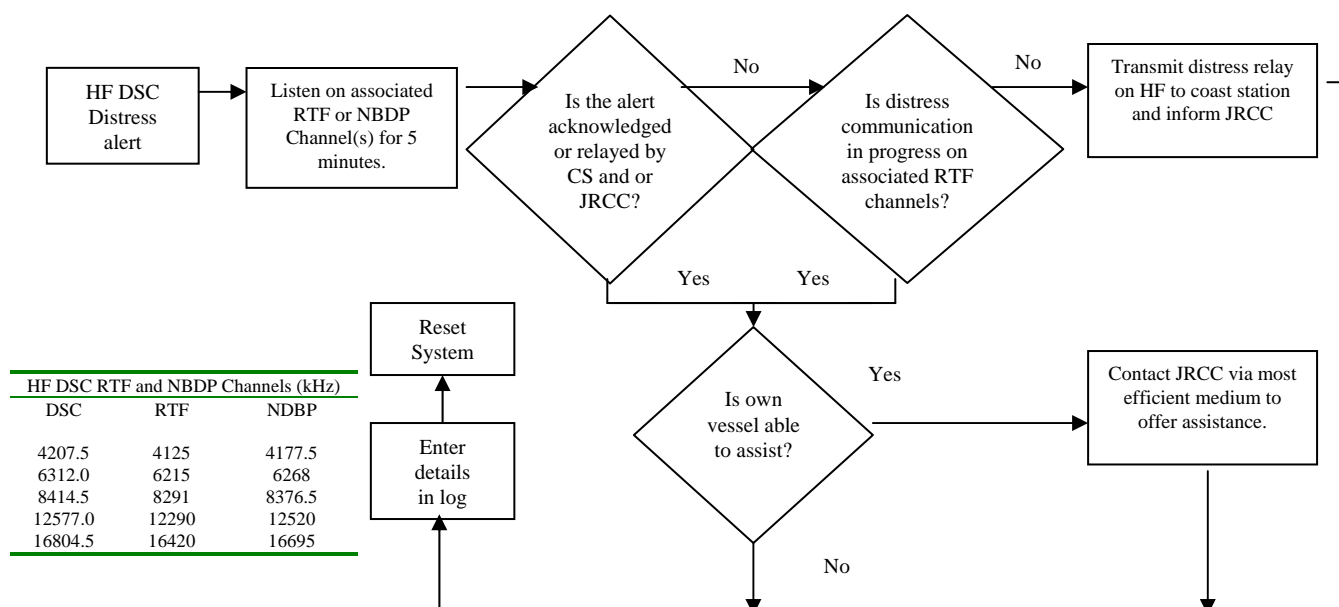 HF DSC
Distress
alert
Listen on associated
RTF or NBDP
Channel(s) for 5
minutes.
Is the alert
acknowledged
or relayed by
CS and or
JRCC?
No
Is distress
communication
in progress on
associated RTF
channels?
No
Transmit distress relay
on HF to coast station
and inform JRCC
Yes
Yes
Reset
System
HF DSC RTF and NBDP Channels (kHz)
DSC RTF NDBP
4207.5 4125 4177.5
6312.0 6215 6268
8414.5 8291 8376.5
12577.0 12290 12520
16804.5 16420 16695
Enter
details
in log
Is own
vessel able
to assist?
Yes
Contact JRCC via most
efficient medium to
offer assistance.
No